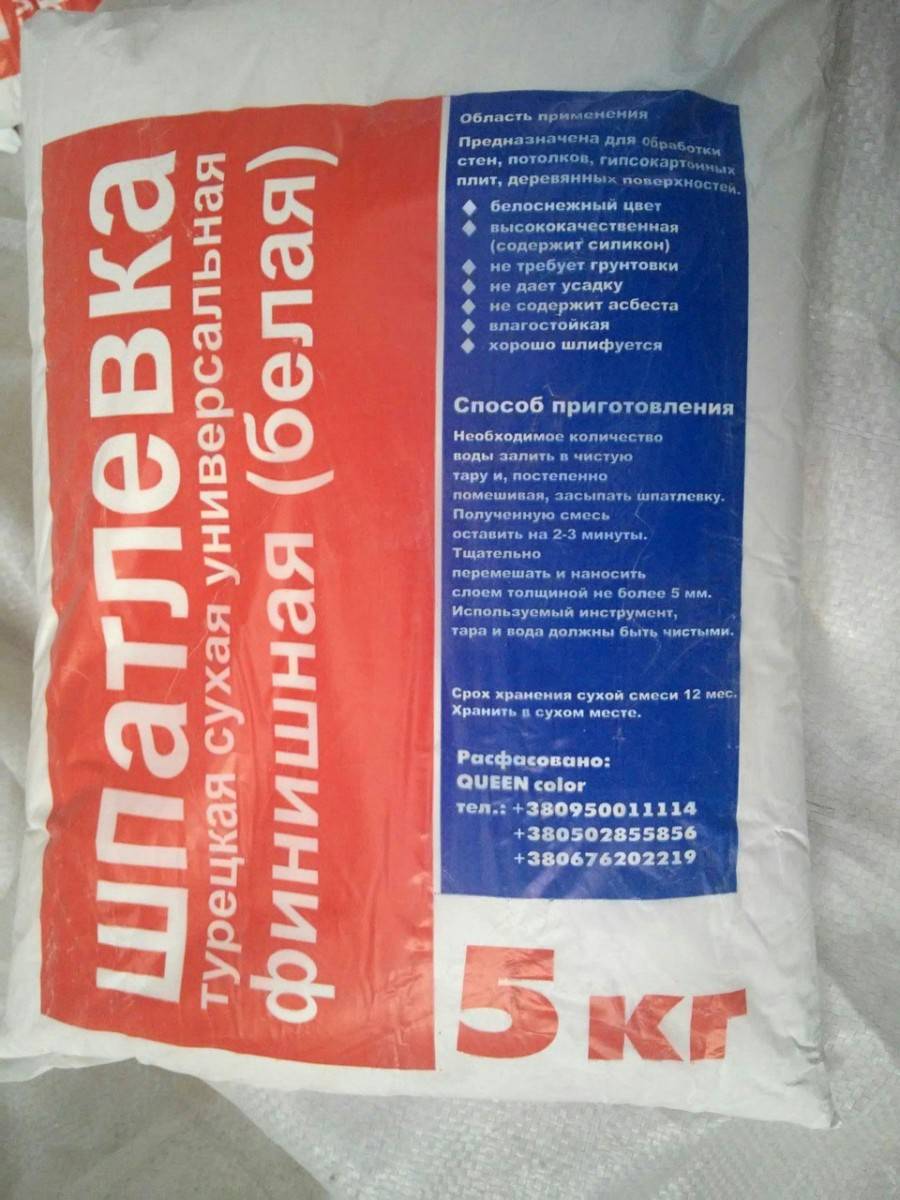 шпатлевка
турецкая сухая универсальная
финишная (белая)
Область применения
Предназначена для обработки
стен, потолков, гипсокартонных
плит, деревянных поверхностей.
белоснежный цвет
высококачественная
(содержит силикон)
не требует грунтовки
не дает усадку
не содержит асбеста
влагостойкая
хорошо шлифуется
Способ приготовления
Необходимое количество
воды залить в чистую
тару и, постепенно
помешивая, засыпать шпатлевку.
Полученную смесь
оставить на 2-3 минуты.
Тщательно
перемешать и наносить
слоем толщиной не более 5 мм.
Используемый инструмент,
тара и вода должны быть чистыми.
Срок хранения сухой смеси 12 мес.
Хранить в сухом месте.
Расфасовано:
QUEEN color
тел.: +380950011114
+380502855856
+380676202219
5 кг